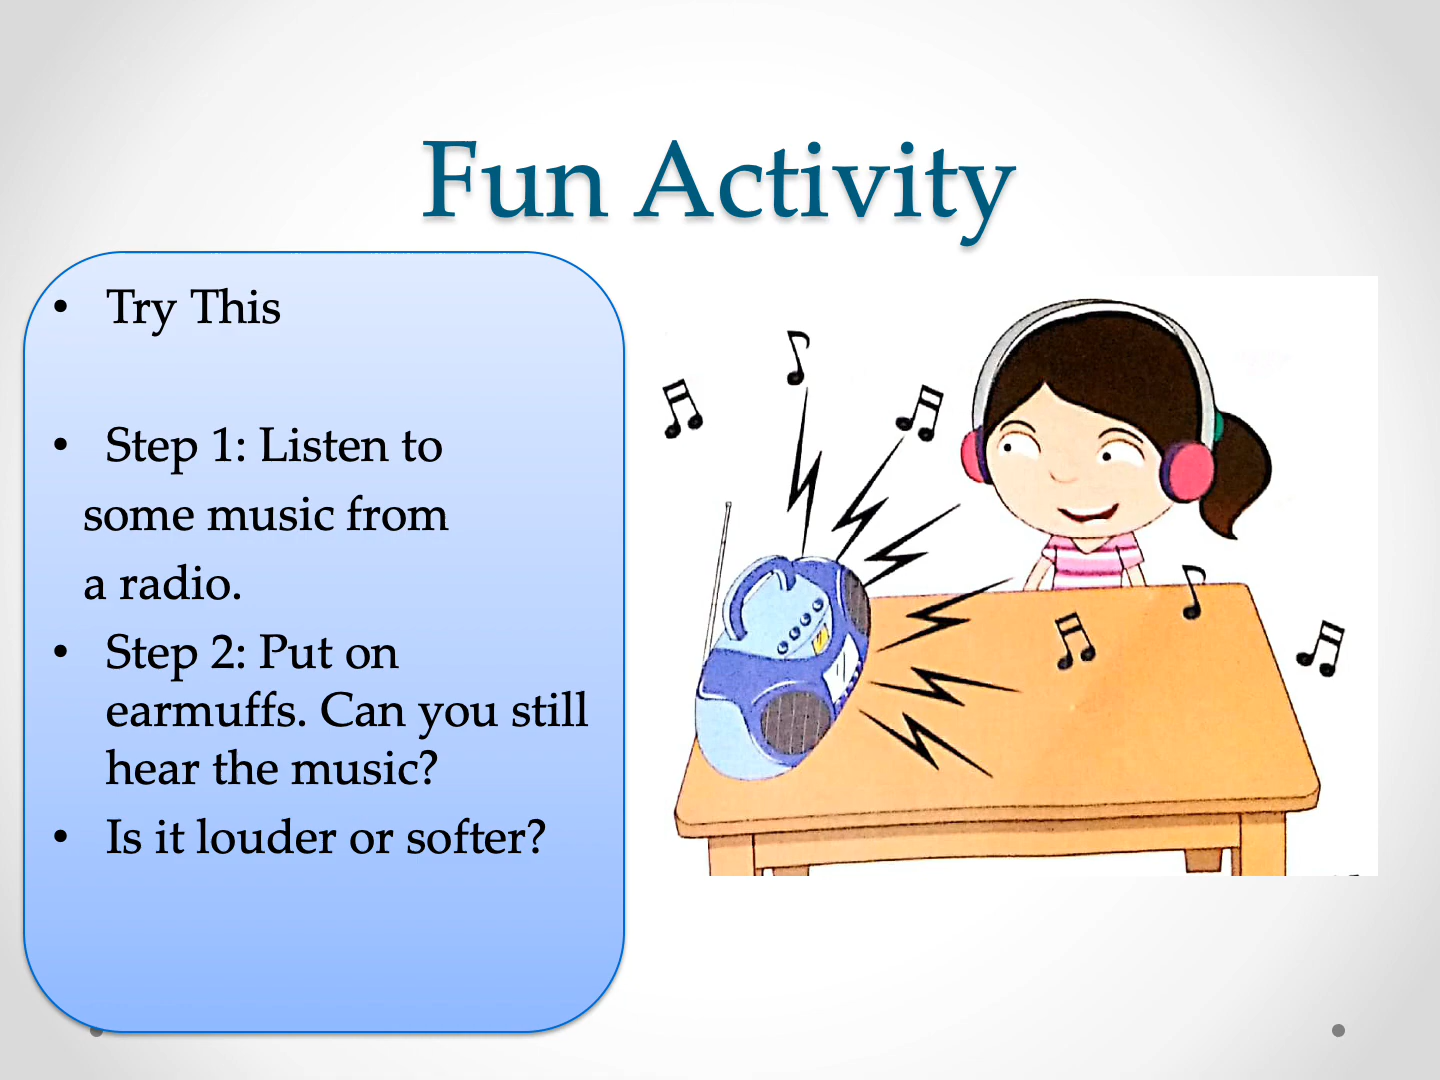 Fun Activity
• Try This
• Step 1: Listen to
some music from
a radio.
• Step 2: Put on
earmuffs. Can you still
hear the music?
• Is it louder or softer?